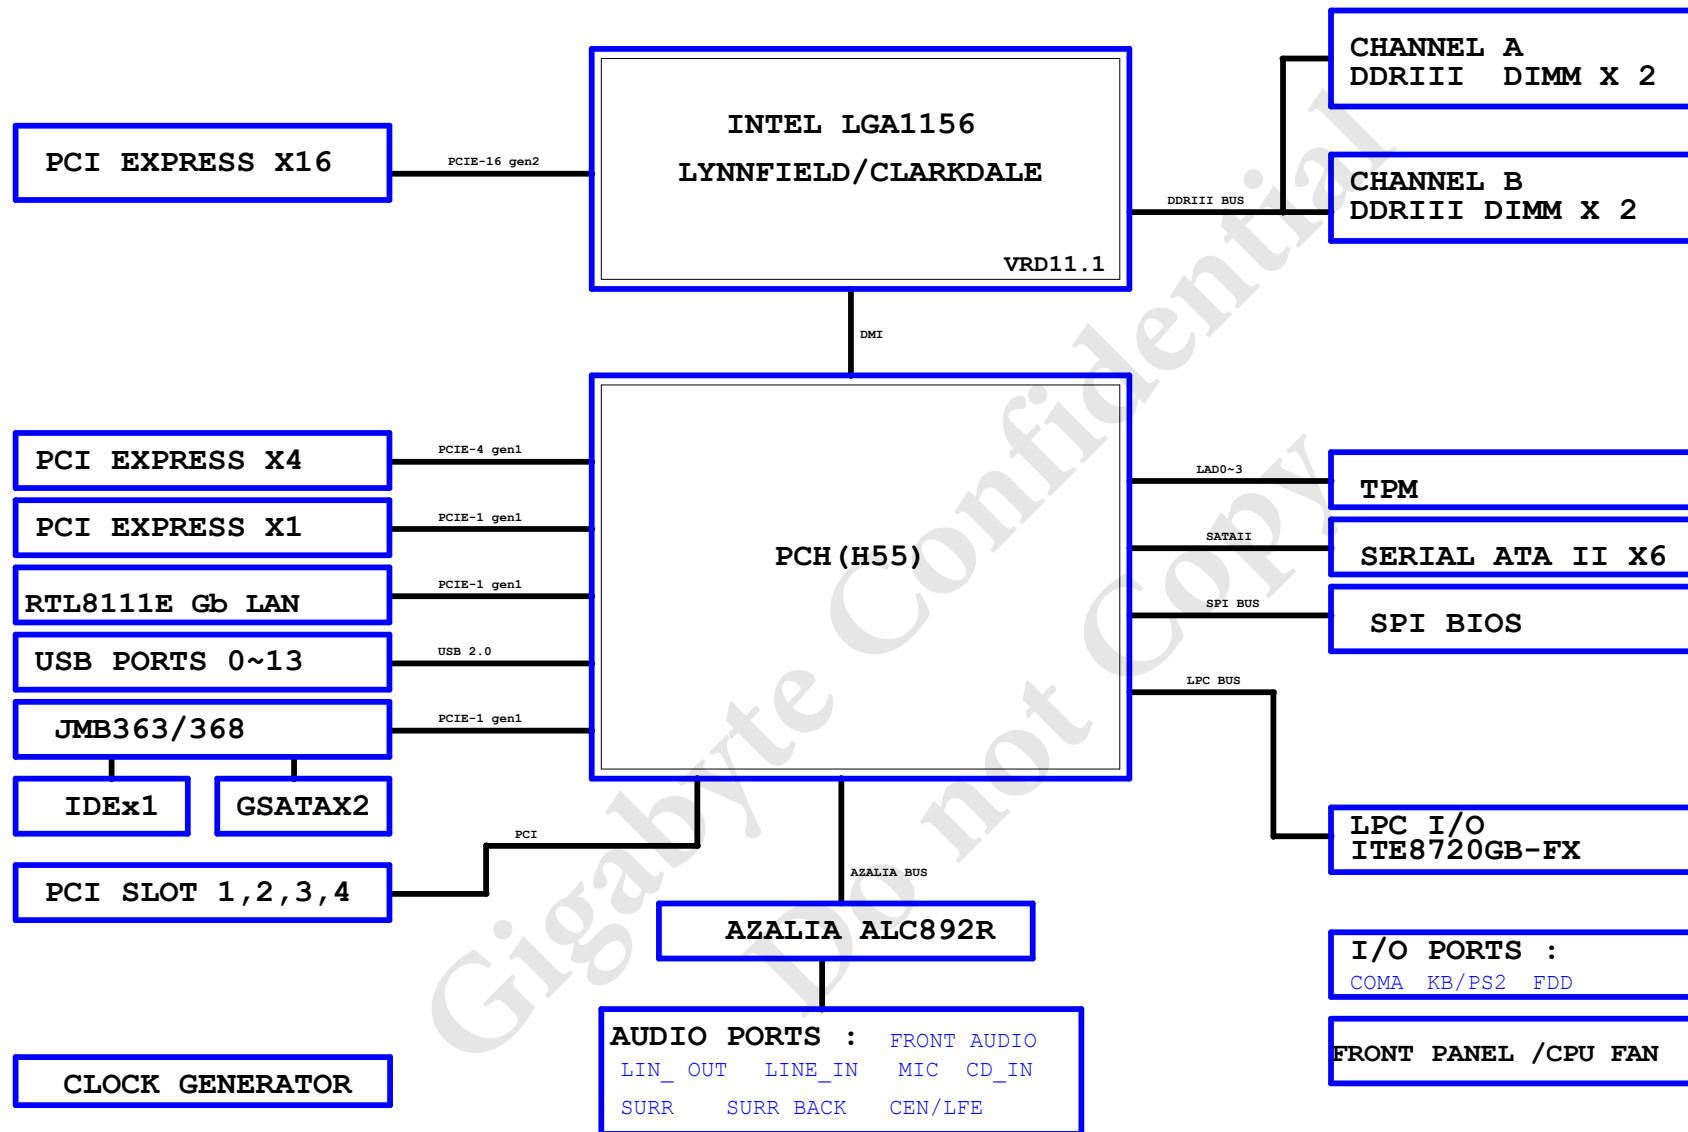 CHANNEL A
DDRIII DIMM X 2
INTEL LGA1156
LYNNFIELD/CLARKDALE
VRD11.1
PCI EXPRESS X16
PCIE-16 gen2
DDRIII BUS
CHANNEL B
DDRIII DIMM X 2
DMI
PCI EXPRESS X4
PCIE-4 gen1
PCI EXPRESS X1
PCIE-1 gen1
RTL8111E Gb LAN
PCIE-1 gen1
USB PORTS 0~13
USB 2.0
JMB363/368
PCIE-1 gen1
IDEx1
GSATAX2
PCI SLOT 1,2,3,4
PCI
PCH(H55)
LAD0~3
TPM
SATAII
SERIAL ATA II X6
SPI BUS
SPI BIOS
LPC BUS
LPC I/O
ITE8720GB-FX
AZALIA BUS
AZALIA ALC892R
I/O PORTS :
COMA KB/PS2 FDD
AUDIO PORTS : FRONT AUDIO
LIN_ OUT LINE_IN MIC CD_IN
SURR SURR BACK CEN/LFE
FRONT PANEL /CPU FAN
CLOCK GENERATOR
Gigabyte Confidential
Do not Copy